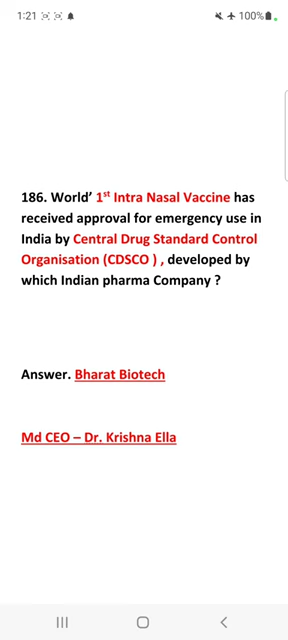 1:21
100%
186. World’ 1st Intra Nasal Vaccine has
received approval for emergency use in
India by Central Drug Standard Control
Organisation (CDSCO ) , developed by
which Indian pharma Company ?
Answer. Bharat Biotech
Md CEO – Dr. Krishna Ella